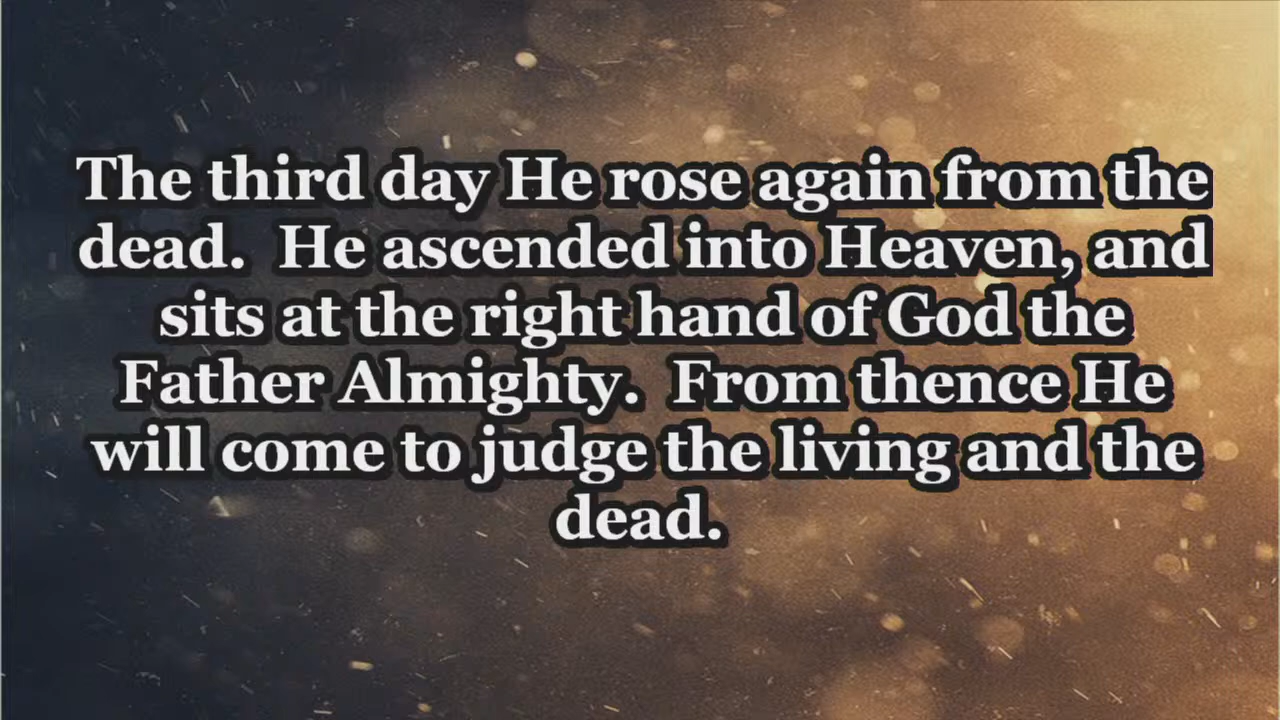 The third day He rose again from the
dead.  He ascended into Heaven, and
sits at the right hand of God the
Father Almighty.  From thence He
will come to judge the living and the
dead.